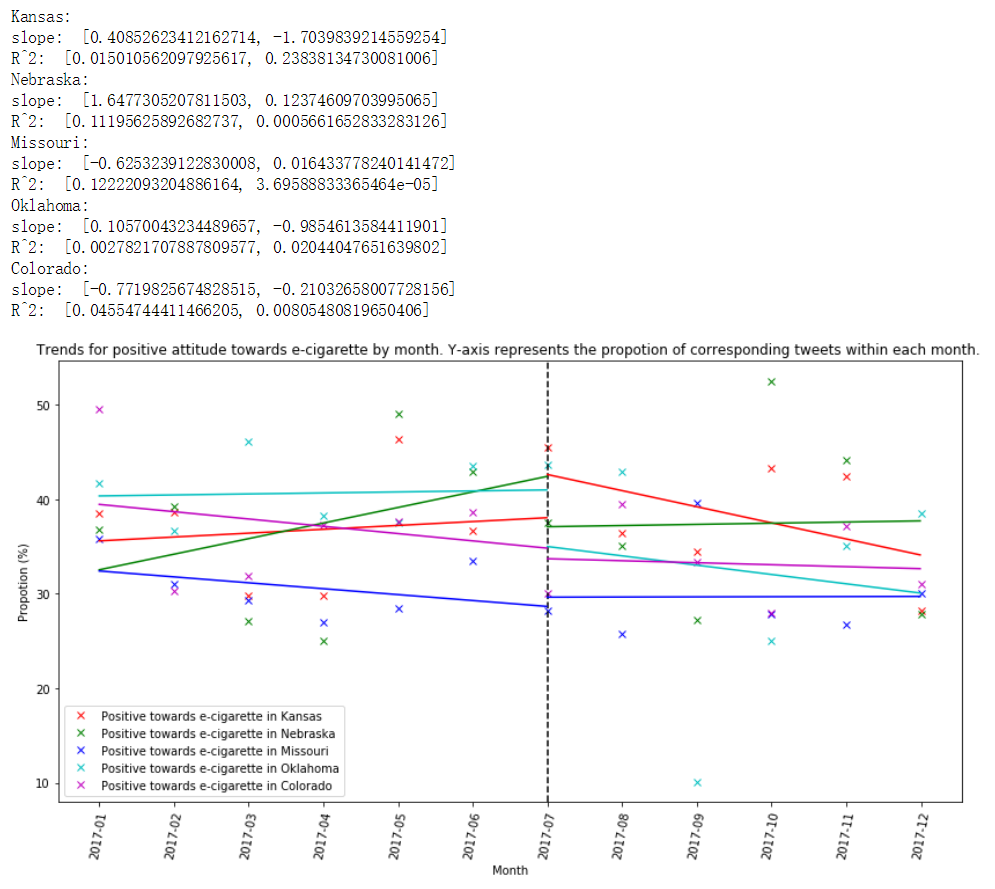 Kansas:
slope:  [0.40852623412162714, -1.7039839214559254]
R^2:  [0.015010562097925617, 0.23838134730081006]
Nebraska:
slope:  [1.6477305207811503, 0.12374609703995065]
R^2:  [0.11195625892682737, 0.0005661652833283126]
Missouri:
slope:  [-0.6253239122830008, 0.016433778240141472]
R^2:  [0.12222093204886164, 3.69588833365464e-05]
Oklahoma:
slope:  [0.10570043234489657, -0.9854613584411901]
R^2:  [0.0027821707887809577, 0.02044047651639802]
Colorado:
slope:  [-0.7719825674828515, -0.21032658007728156]
R^2:  [0.04554744411466205, 0.00805480819650406]
Trends for positive attitude towards e-cigarette by month. Y-axis represents the propotion of corresponding tweets within each month.
Propotion (%)
50
40
30
20
10
Positive towards e-cigarette in Kansas
Positive towards e-cigarette in Nebraska
Positive towards e-cigarette in Missouri
Positive towards e-cigarette in Oklahoma
Positive towards e-cigarette in Colorado
2017-01
2017-02
2017-03
2017-04
2017-05
2017-06
2017-07
2017-08
2017-09
2017-10
2017-11
2017-12
Month